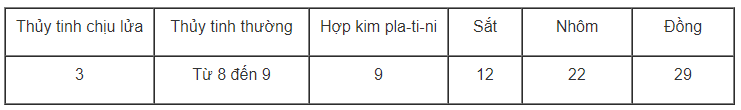 Thủy tinh chịu lửa Thủy tinh thường Hợp kim pla-ti-ni Sắt Nhôm Đồng
3 Từ 8 đến 9 9 12 22 29